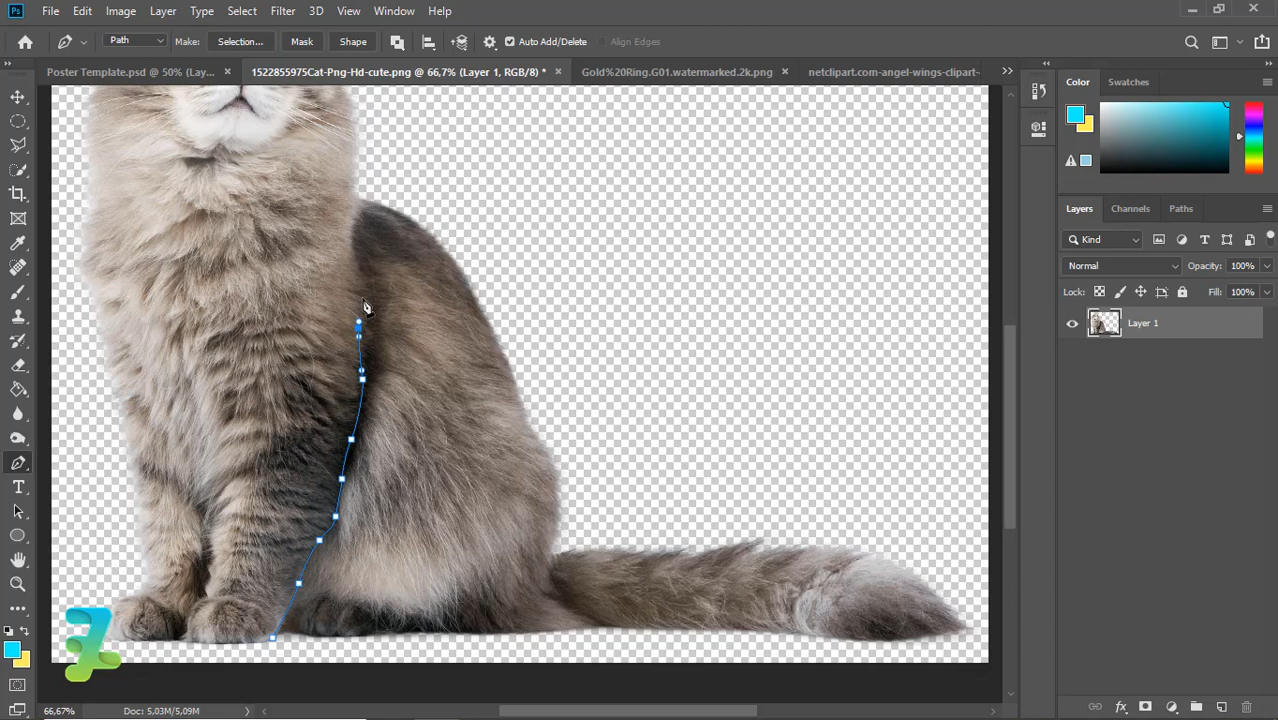 Ps File Edit Image Layer Type Select Filter 3D View Window Help
Path Make: Selection... Mask Shape Auto Add/Delete Align Edges
Poster Template.psd @ 50% (Lay... × 1522855975Cat-Png-Hd-cute.png @ 66,7% (Layer 1, RGB/8) * × Gold%20Ring.G01.watermarked.2k.png × netclipart.com-angel-wings-clipart-
Color Swatches
Layers Channels Paths
Kind
Normal Opacity: 100%
Lock: Fill: 100%
Layer 1
66,67% Doc: 5,03M/5,09M